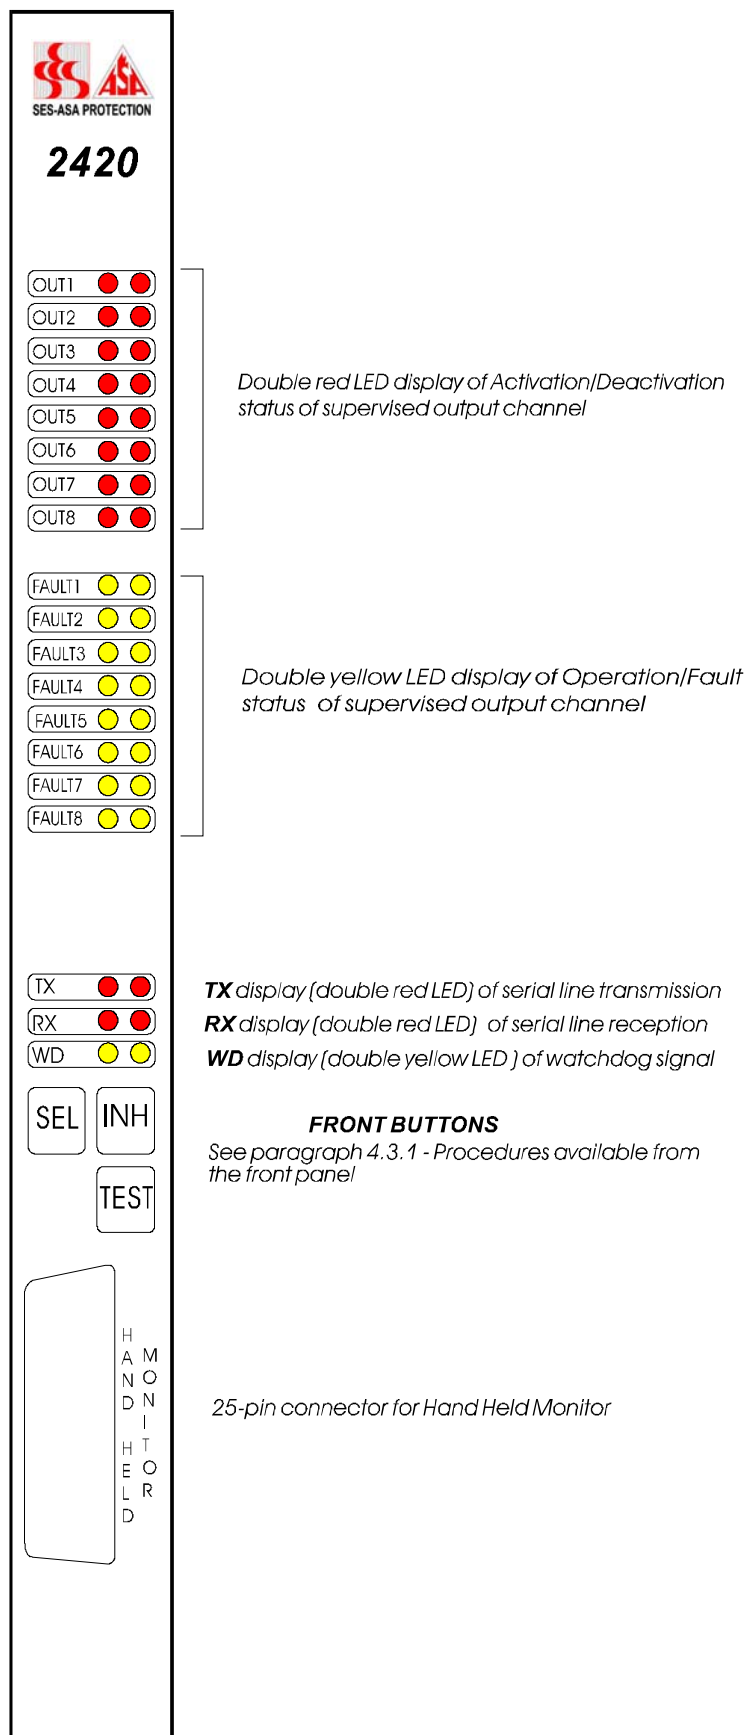 SES-ASA PROTECTION
ASA
2420
OUT1
OUT2
OUT3
OUT4
OUT5
OUT6
OUT7
OUT8
Double red LED display of Activation/Deactivation
status of supervised output channel
FAULT1
FAULT2
FAULT3
FAULT4
FAULT5
FAULT6
FAULT7
FAULT8
Double yellow LED display of Operation/Fault
status of supervised output channel
TX
TX display (double red LED) of serial line transmission
RX
RX display (double red LED) of serial line reception
WD
WD display (double yellow LED ) of watchdog signal
SEL
INH
TEST
FRONT BUTTONS
See paragraph 4.3.1 - Procedures available from
the front panel
HAND HELD
MONITOR
25-pin connector for Hand Held Monitor